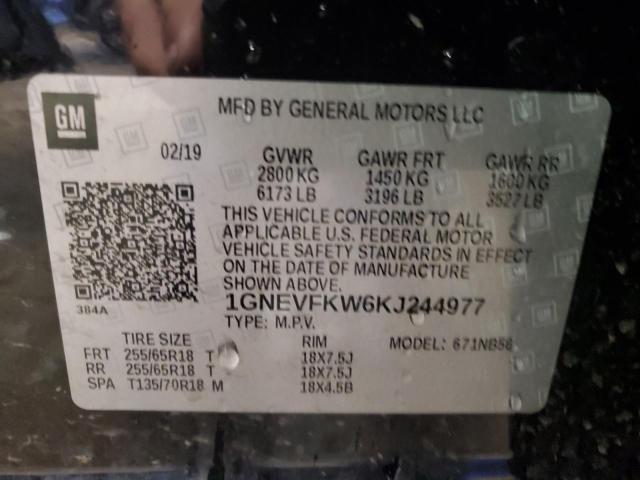 GM
MFD BY GENERAL MOTORS LLC
02/19 GVWR GAWR FRT GAWR RR
2800 KG 1450 KG 1600 KG
6173 LB 3196 LB 3527 LB
THIS VEHICLE CONFORMS TO ALL
APPLICABLE U.S. FEDERAL MOTOR
VEHICLE SAFETY STANDARDS IN EFFECT
ON THE DATE OF MANUFACTURE
SHOWN ABOVE.
384A
1GNEVFKW6KJ244977
TYPE: M.P.V.
TIRE SIZE RIM MODEL: 671NB56
FRT 255/65R18 T 18X7.5J
RR 255/65R18 T 18X7.5J
SPA T135/70R18 M 18X4.5B